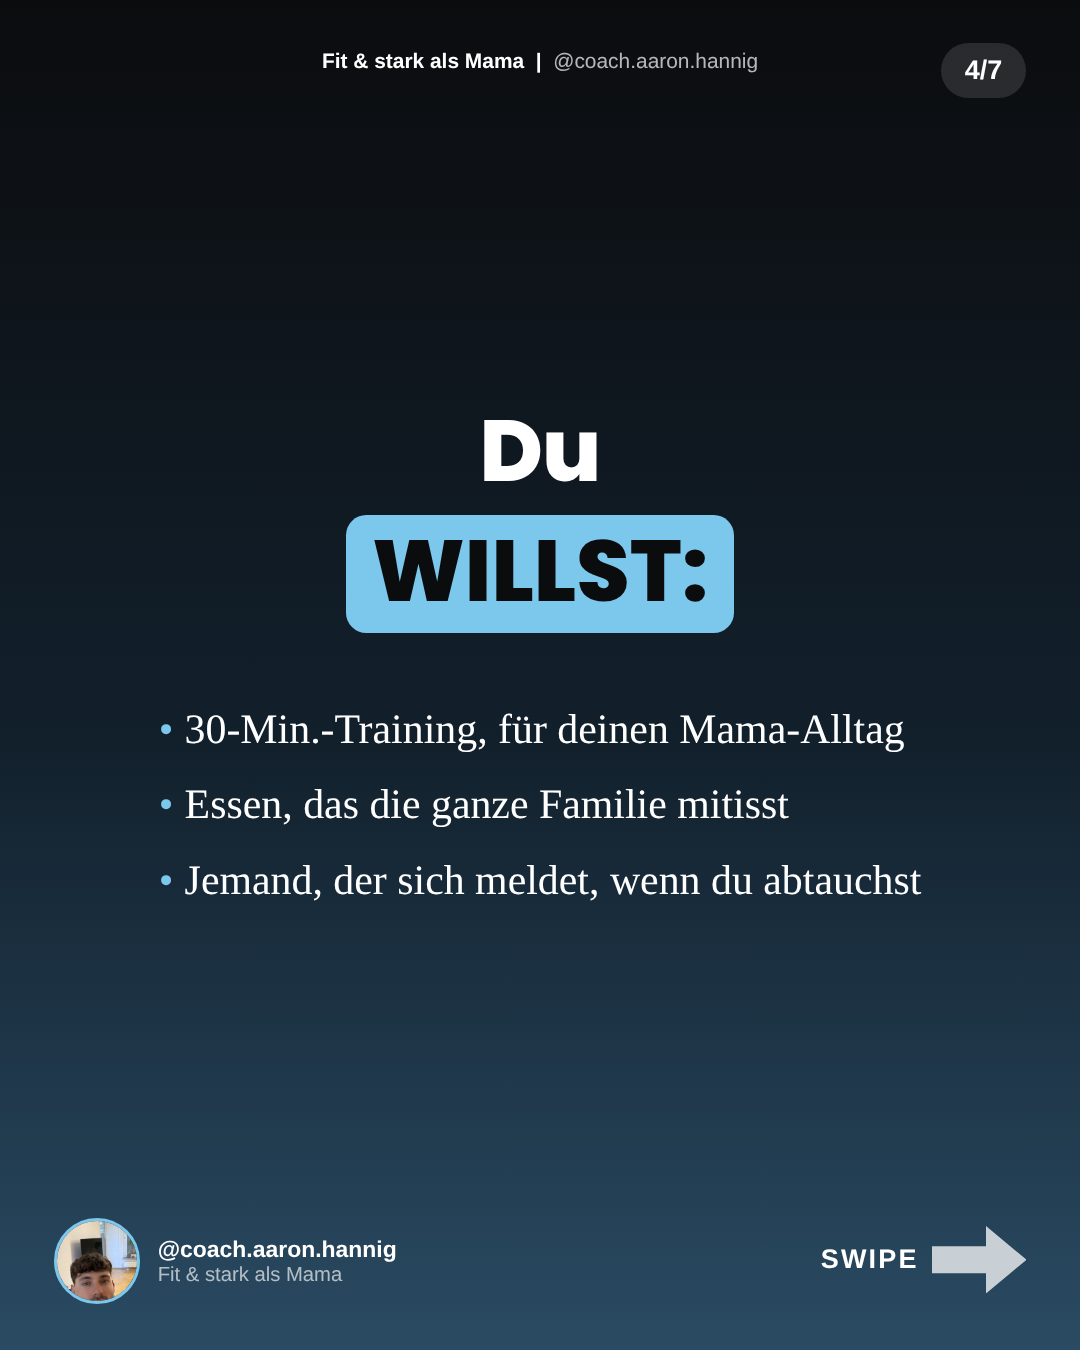 Fit & stark als Mama | @coach.aaron.hannig
4/7
Du
WILLST:
• 30-Min.-Training, für deinen Mama-Alltag
• Essen, das die ganze Familie mitisst
• Jemand, der sich meldet, wenn du abtauchst
@coach.aaron.hannig
Fit & stark als Mama
SWIPE